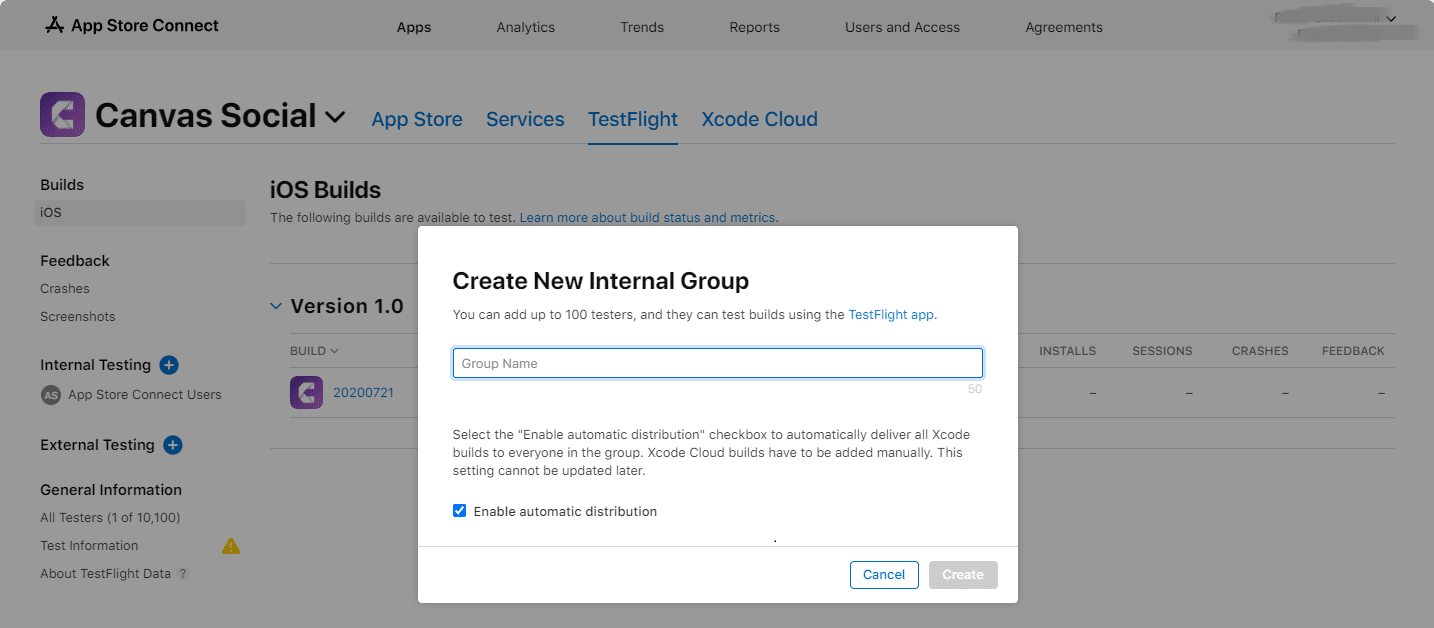 App Store Connect
Apps Analytics Trends Reports Users and Access Agreements
Canvas Social App Store Services TestFlight Xcode Cloud
Builds
iOS
Feedback
Crashes
Screenshots
Internal Testing
AS App Store Connect Users
External Testing
General Information
All Testers (1 of 10,100)
Test Information
About TestFlight Data ?
iOS Builds
The following builds are available to test. Learn more about build status and metrics.
Version 1.0
BUILD INSTALLS SESSIONS CRASHES FEEDBACK
20200721 – – – –
Create New Internal Group
You can add up to 100 testers, and they can test builds using the TestFlight app.
Group Name
50
Select the "Enable automatic distribution" checkbox to automatically deliver all Xcode
builds to everyone in the group. Xcode Cloud builds have to be added manually. This
setting cannot be updated later.
Enable automatic distribution
.
Cancel Create